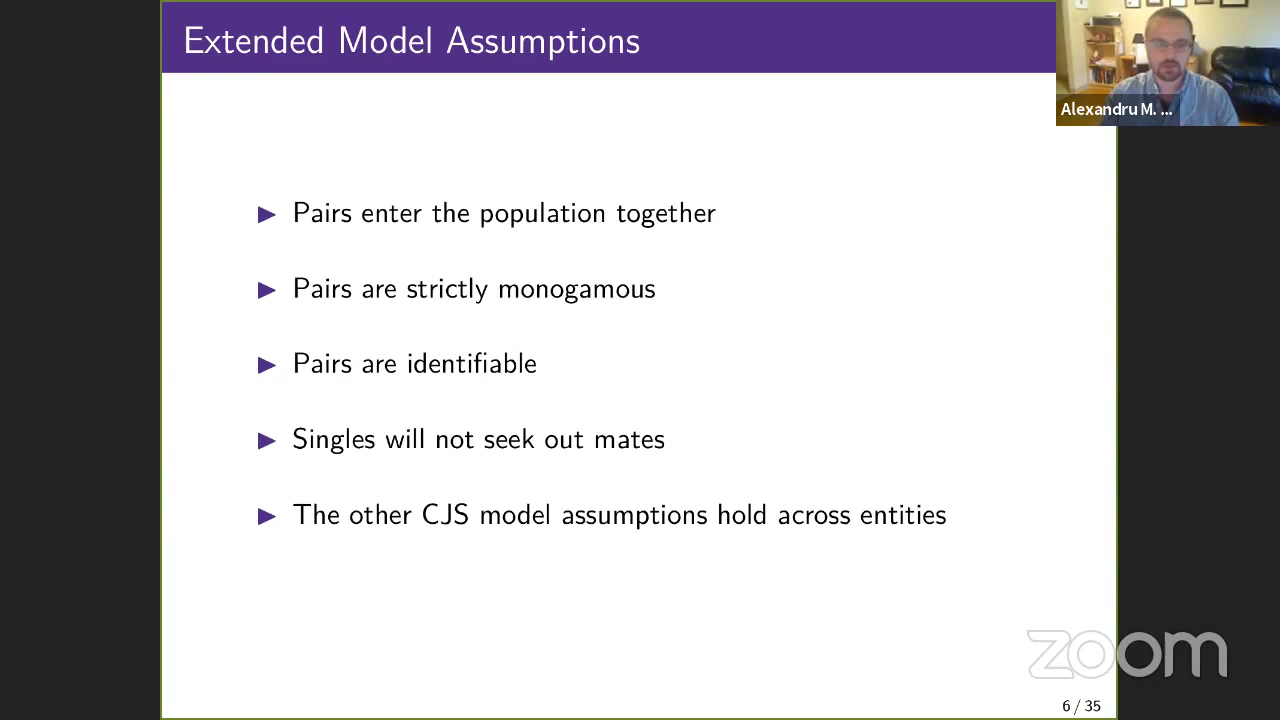 Extended Model Assumptions
Alexandru M. ...
▶ Pairs enter the population together
▶ Pairs are strictly monogamous
▶ Pairs are identifiable
▶ Singles will not seek out mates
▶ The other CJS model assumptions hold across entities
zoom
6 / 35